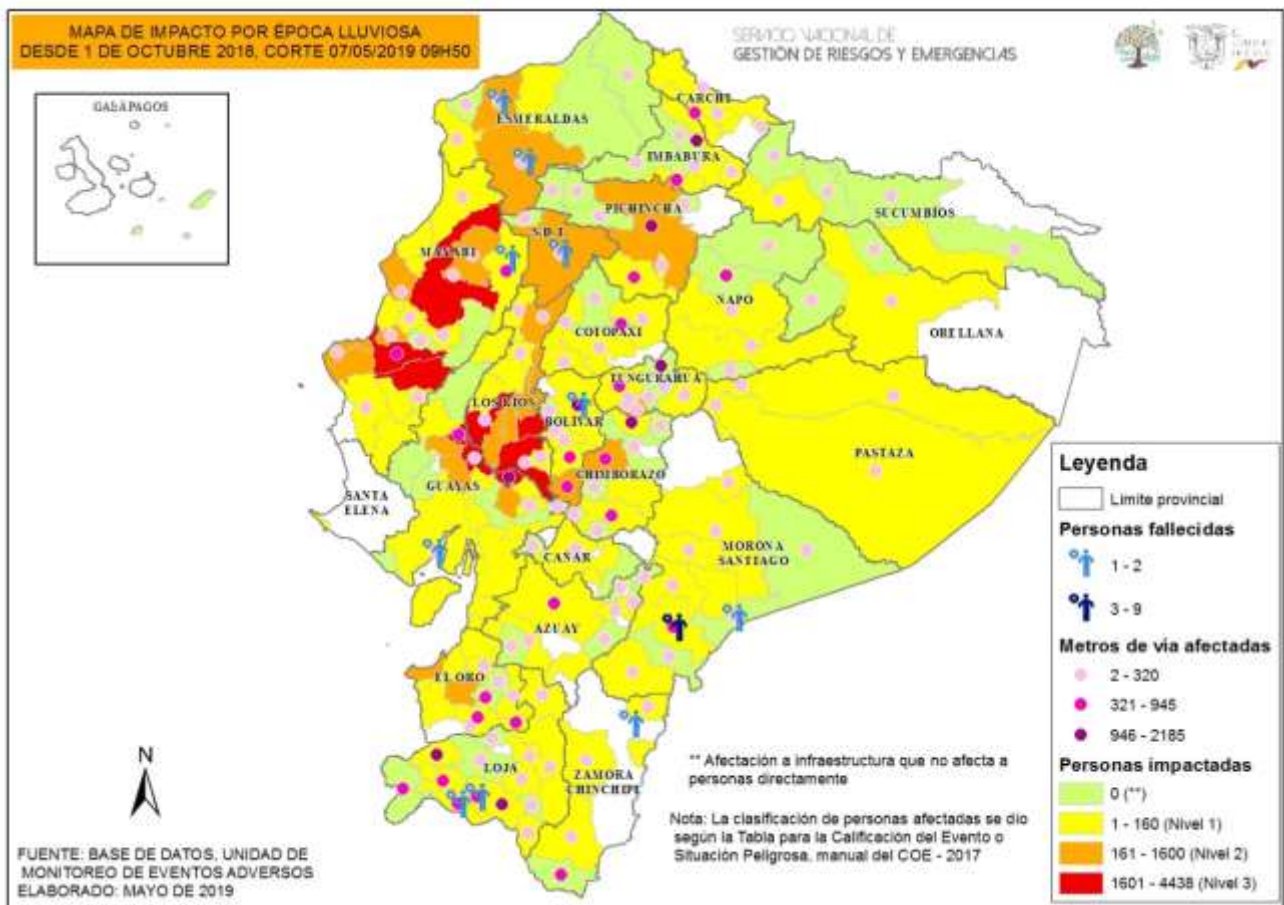 MAPA DE IMPACTO POR ÉPOCA LLUVIOSA
DESDE 1 DE OCTUBRE 2018, CORTE 07/05/2019 09H50
SERVICIO NACIONAL DE
GESTIÓN DE RIESGOS Y EMERGENCIAS
GALÁPAGOS
CARCHI
ESMERALDAS
IMBABURA
SUCUMBIOS
PICHINCHA
S.D.T
MANABI
NAPO
ORELLANA
COTOPAXI
TUNGURAHUA
LOS RIOS
BOLIVAR
PASTAZA
CHIMBORAZO
GUAYAS
SANTA
ELENA
MORONA
SANTIAGO
CAÑAR
AZUAY
EL ORO
LOJA
ZAMORA
CHINCHIPE
N
** Afectación a infraestructura que no afecta a
personas directamente
Nota: La clasificación de personas afectadas se dio
según la Tabla para la Calificación del Evento o
Situación Peligrosa, manual del COE - 2017
FUENTE: BASE DE DATOS, UNIDAD DE
MONITOREO DE EVENTOS ADVERSOS
ELABORADO: MAYO DE 2019
Leyenda
Limite provincial
Personas fallecidas
1 - 2
3 - 9
Metros de vía afectadas
2 - 320
321 - 945
946 - 2185
Personas impactadas
0 (**)
1 - 160 (Nivel 1)
161 - 1600 (Nivel 2)
1601 - 4438 (Nivel 3)